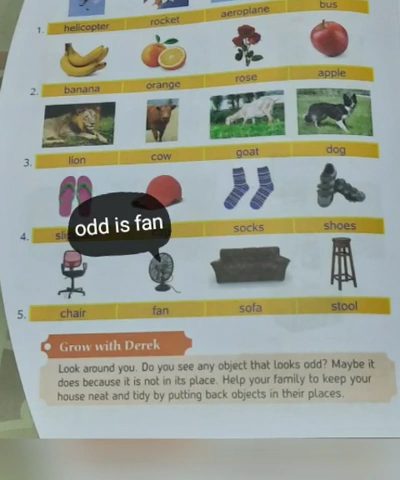 1. helicopter rocket aeroplane bus
2. banana orange rose apple
3. lion cow goat dog
odd is fan
4. socks shoes
5. chair fan sofa stool
Grow with Derek
Look around you. Do you see any object that looks odd? Maybe it
does because it is not in its place. Help your family to keep your
house neat and tidy by putting back objects in their places.